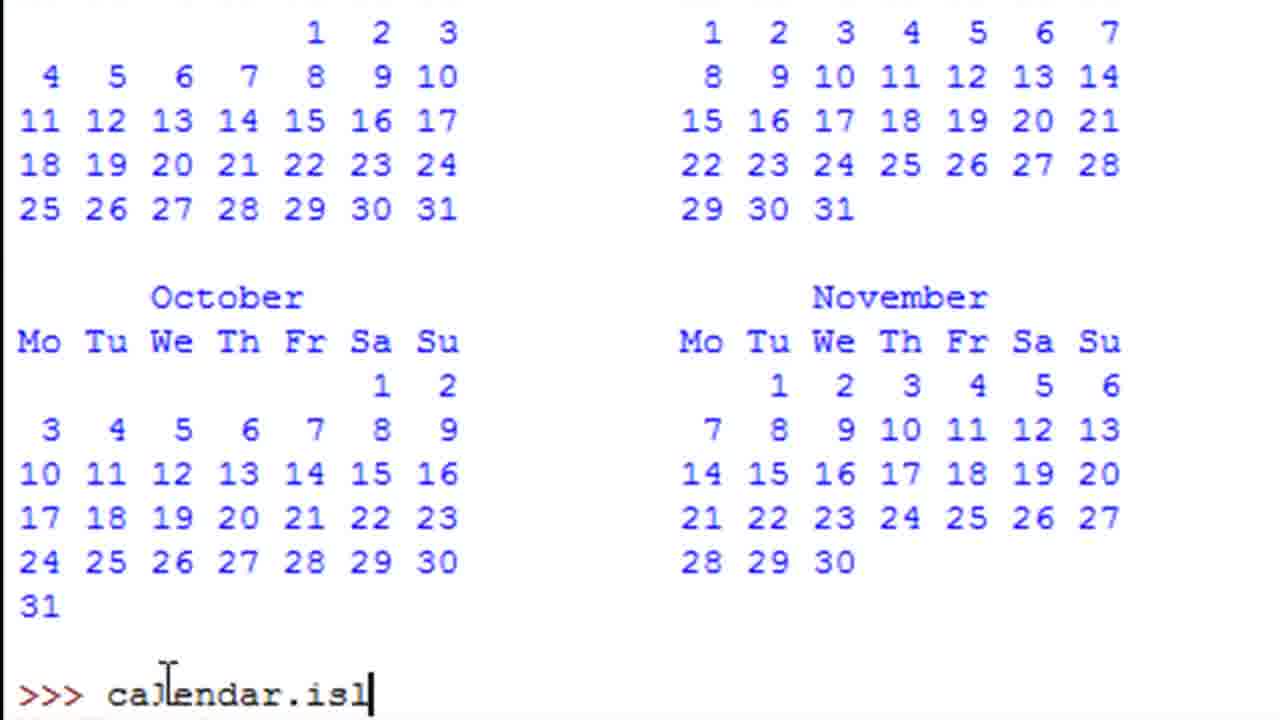 1 2 3 1 2 3 4 5 6 7
4 5 6 7 8 9 10 8 9 10 11 12 13 14
11 12 13 14 15 16 17 15 16 17 18 19 20 21
18 19 20 21 22 23 24 22 23 24 25 26 27 28
25 26 27 28 29 30 31 29 30 31
October November
Mo Tu We Th Fr Sa Su Mo Tu We Th Fr Sa Su
1 2 1 2 3 4 5 6
3 4 5 6 7 8 9 7 8 9 10 11 12 13
10 11 12 13 14 15 16 14 15 16 17 18 19 20
17 18 19 20 21 22 23 21 22 23 24 25 26 27
24 25 26 27 28 29 30 28 29 30
31
>>> calendar.isl